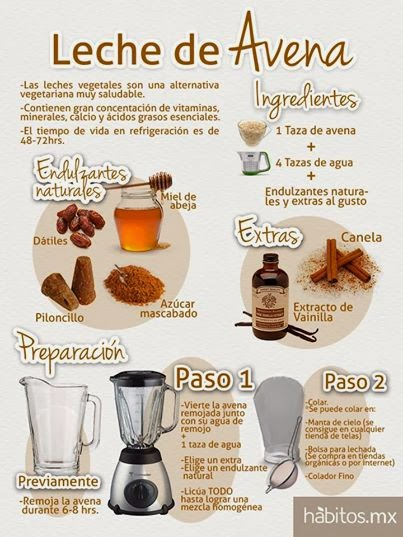 Leche de Avena
-Las leches vegetales son una alternativa
vegetariana muy saludable.
-Contienen gran concentación de vitaminas,
minerales, calcio y ácidos grasos esenciales.
-El tiempo de vida en refrigeración es de
48-72hrs.
Ingredientes
1 Taza de avena
+
4 Tazas de agua
+
Endulzantes natura-
les y extras al gusto
Endulzantes
naturales
Miel de
abeja
Dátiles
Piloncillo
Azúcar
mascabado
Extras
Canela
Extracto de
Vainilla
Preparación
Previamente
-Remoja la avena
durante 6-8 hrs.
Paso 1
-Vierte la avena
remojada junto
con su agua de
remojo
+
1 taza de agua
-Elige un extra
-Elige un endulzante
natural
-Licúa TODO
hasta lograr una
mezcla homogénea
Paso 2
-Colar.
-Se puede colar en:
-Manta de cielo (se
consigue en cualquier
tienda de telas)
-Bolsa para lechada
(Se compra en tiendas
orgánicas o por internet)
-Colador Fino
hábitos.mx